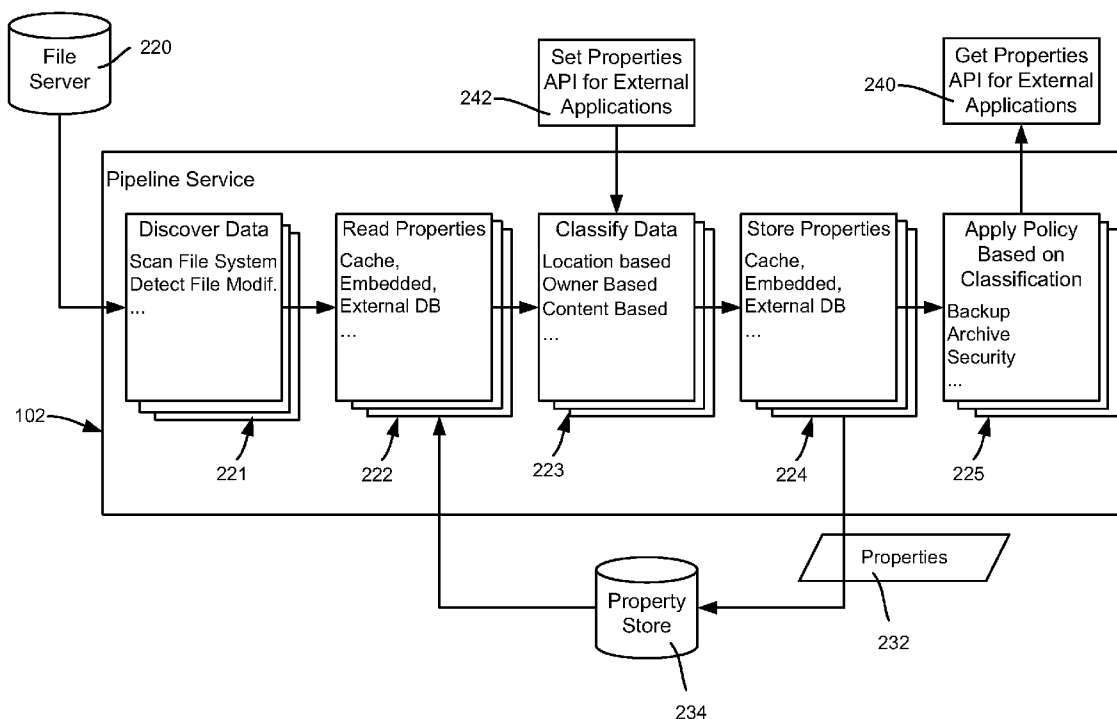 File
Server
220
Set Properties
API for External
Applications
242
Get Properties
API for External
Applications
240
Pipeline Service
Discover Data
Scan File System
Detect File Modif.
...
Read Properties
Cache,
Embedded,
External DB
...
Classify Data
Location based
Owner Based
Content Based
...
Store Properties
Cache,
Embedded,
External DB
...
Apply Policy
Based on
Classification
Backup
Archive
Security
...
102
221
222
223
224
225
Properties
232
Property
Store
234